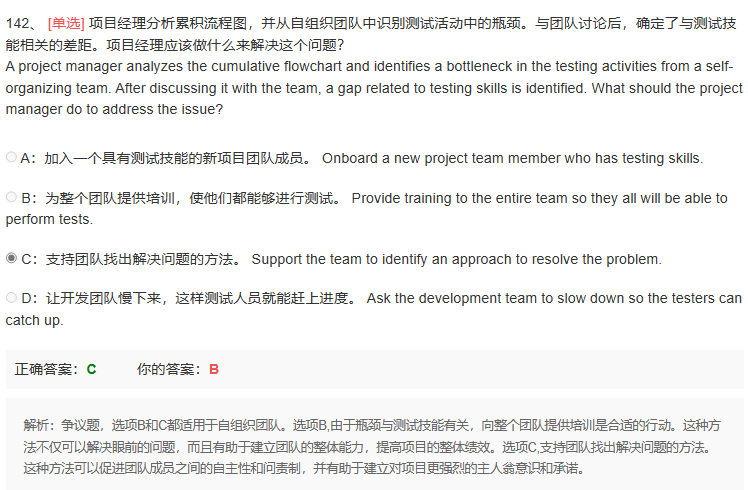 142、 [单选] 项目经理分析累积流程图，并从自组织团队中识别测试活动中的瓶颈。与团队讨论后，确定了与测试技
能相关的差距。项目经理应该做什么来解决这个问题？
A project manager analyzes the cumulative flowchart and identifies a bottleneck in the testing activities from a self-
organizing team. After discussing it with the team, a gap related to testing skills is identified. What should the project
manager do to address the issue?
A：加入一个具有测试技能的新项目团队成员。 Onboard a new project team member who has testing skills.
B：为整个团队提供培训，使他们都能够进行测试。 Provide training to the entire team so they all will be able to
perform tests.
C：支持团队找出解决问题的方法。 Support the team to identify an approach to resolve the problem.
D：让开发团队慢下来，这样测试人员就能赶上进度。 Ask the development team to slow down so the testers can
catch up.
正确答案：C 你的答案：B
解析：争议题，选项B和C都适用于自组织团队。选项B,由于瓶颈与测试技能有关，向整个团队提供培训是合适的行动。这种方
法不仅可以解决眼前的问题，而且有助于建立团队的整体能力，提高项目的整体绩效。选项C,支持团队找出解决问题的方法。
这种方法可以促进团队成员之间的自主性和问责制，并有助于建立对项目更强烈的主人翁意识和承诺。